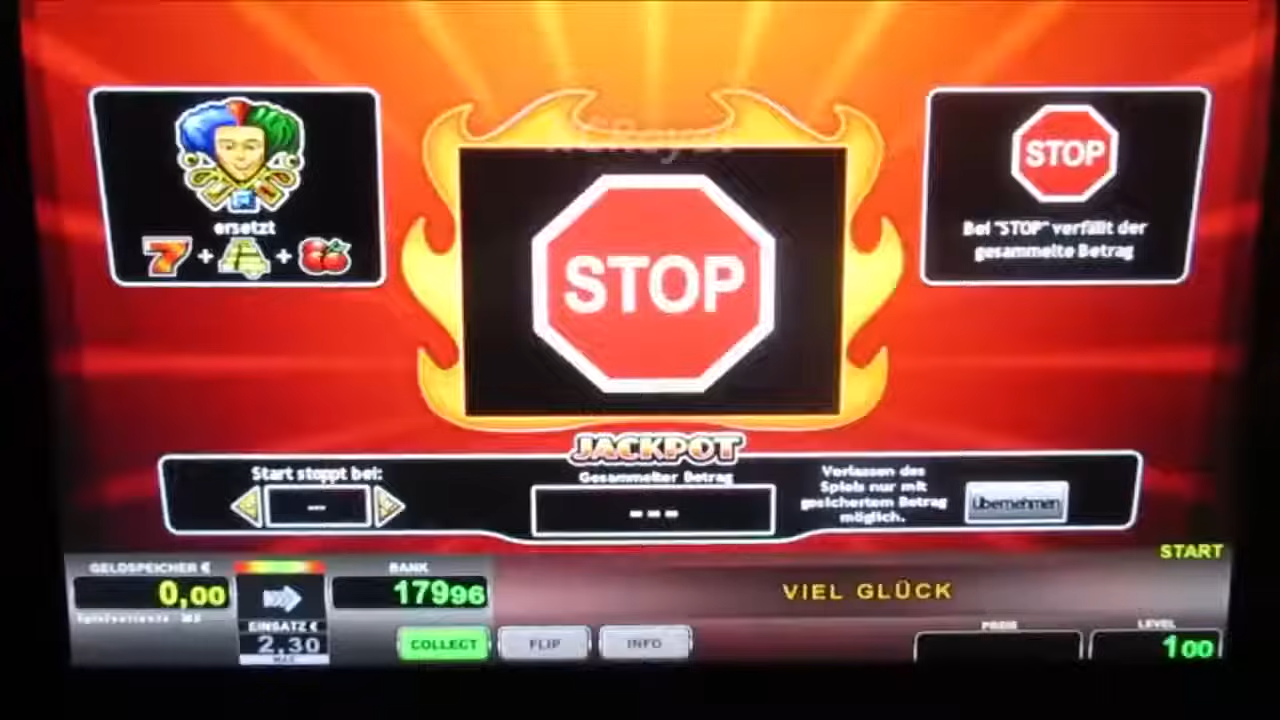 STOP
ersetzt
7 + +
STOP
Bei "STOP" verfällt der
gesammelte Betrag
JACKPOT
Start stoppt bei:
---
Gesammelter Betrag
---
Verlassen des
Spiels nur mit
gesichertem Betrag
möglich.
Übernehmen
START
GELDSPEICHER €
0,00
BANK
17996
VIEL GLÜCK
EINSATZ €
2,30
MAX
COLLECT
FLIP
INFO
PREIS
LEVEL
100